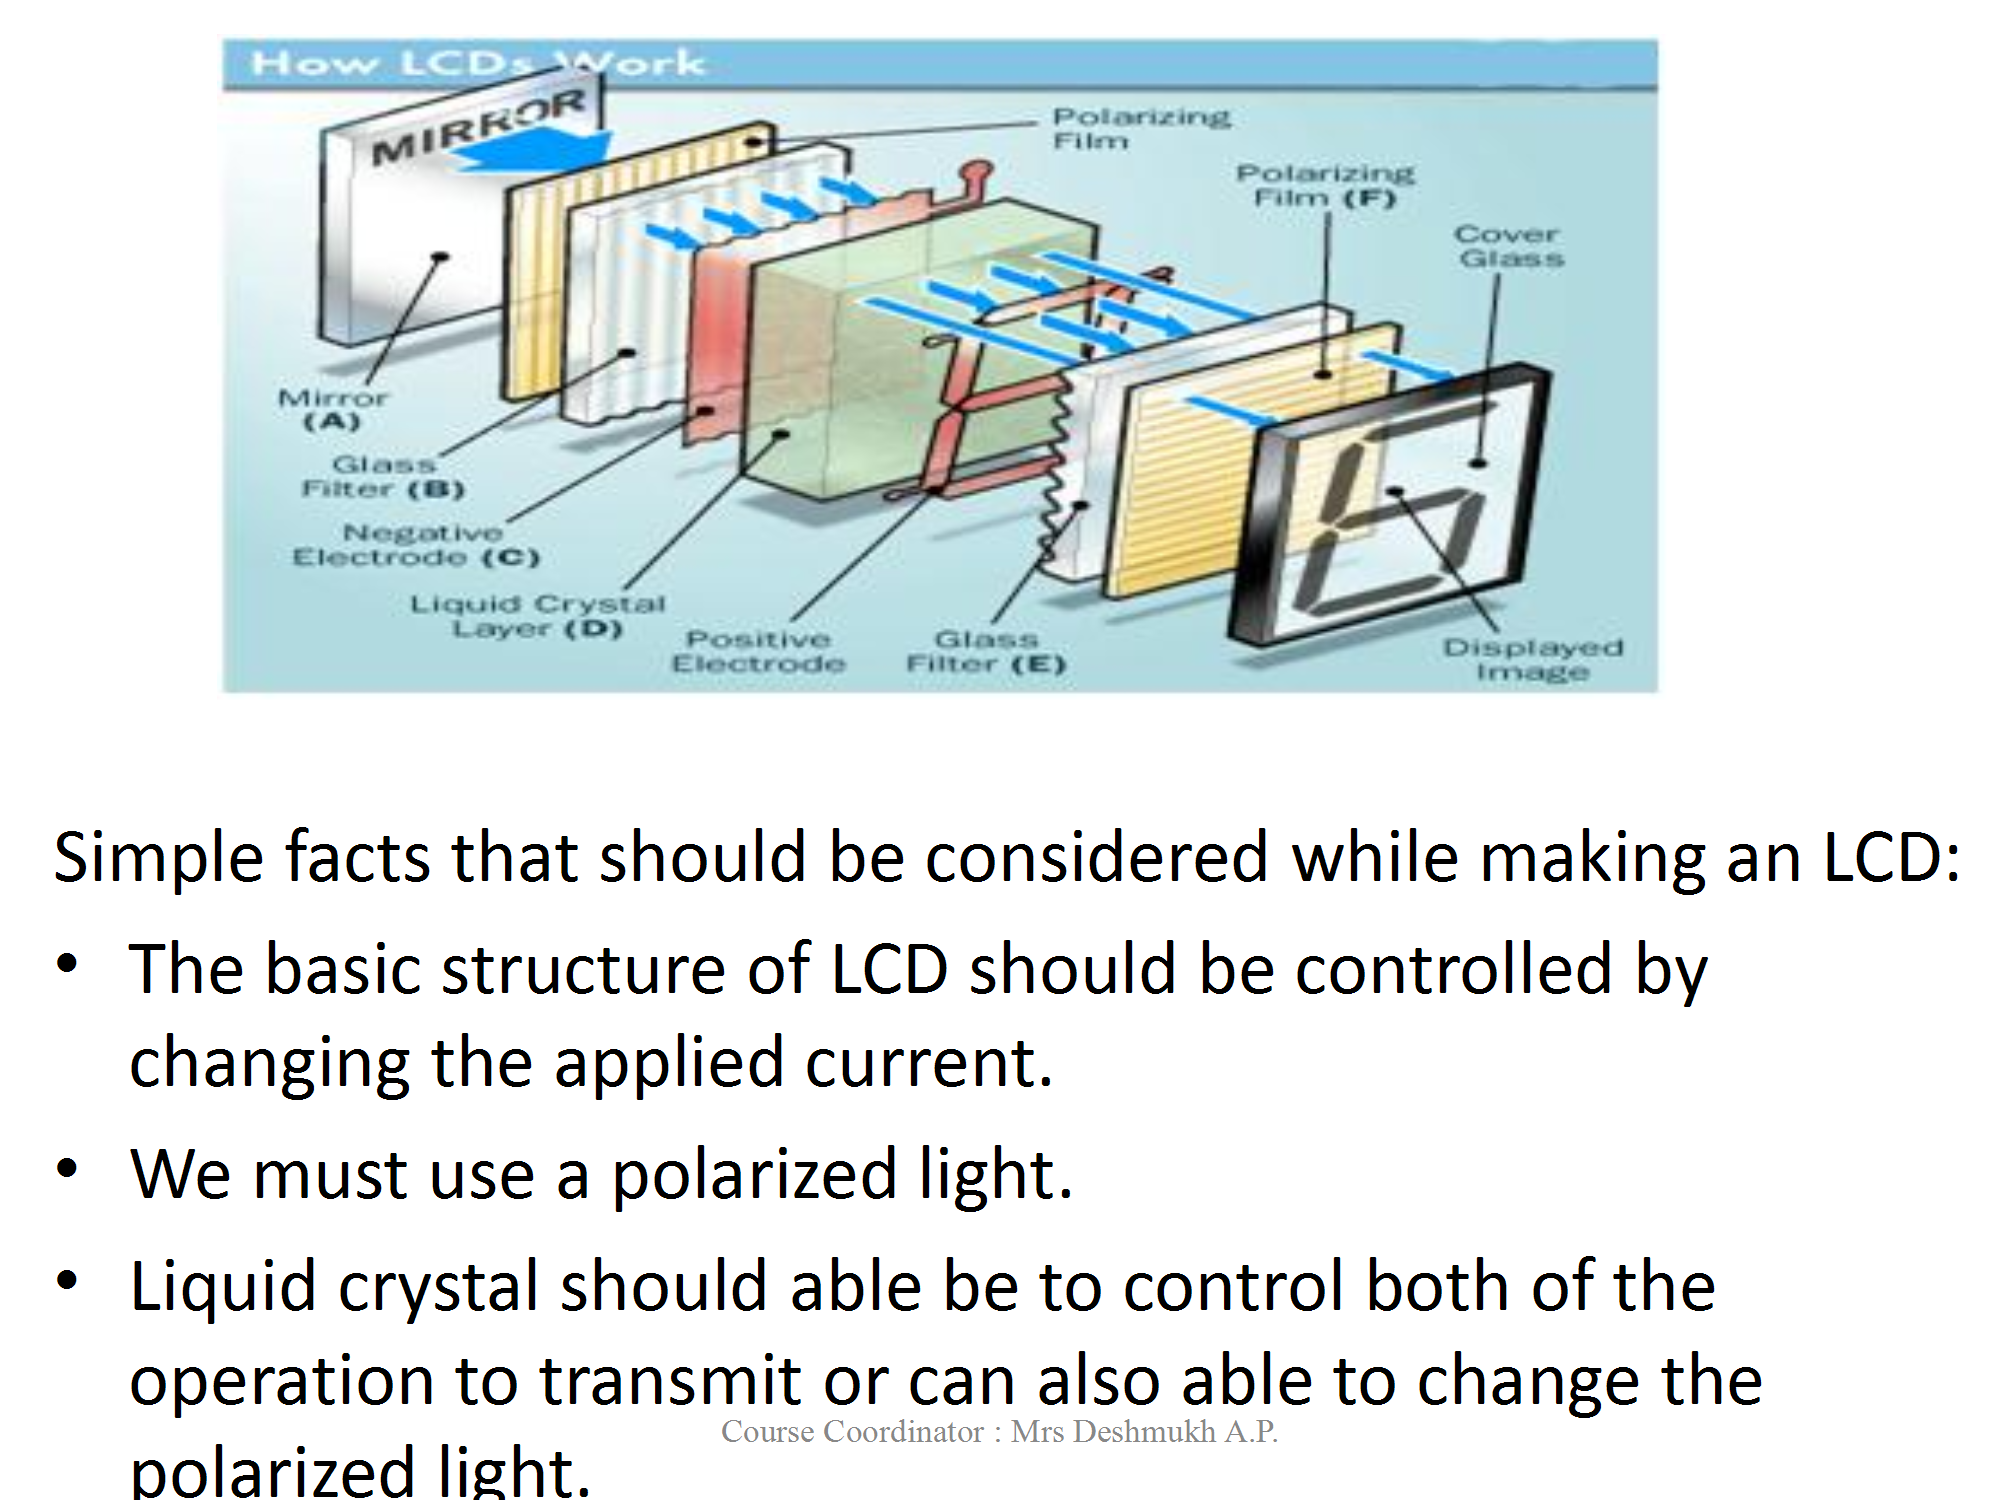 How LCDs Work
MIRROR
Polarizing
Film
Polarizing
Film (F)
Cover
Glass
Mirror
(A)
Glass
Filter (B)
Negative
Electrode (C)
Liquid Crystal
Layer (D)
Positive
Electrode
Glass
Filter (E)
Displayed
Image
Simple facts that should be considered while making an LCD:
• The basic structure of LCD should be controlled by
changing the applied current.
• We must use a polarized light.
• Liquid crystal should able be to control both of the
operation to transmit or can also able to change the
polarized light.
Course Coordinator : Mrs Deshmukh A.P.